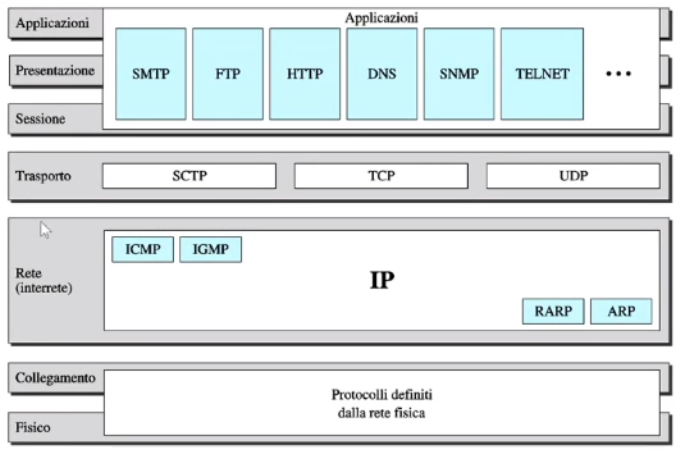 Applicazioni
Applicazioni
Presentazione
SMTP FTP HTTP DNS SNMP TELNET •••
Sessione
Trasporto SCTP TCP UDP
ICMP IGMP
Rete
(interrete)
IP
RARP ARP
Collegamento
Protocolli definiti
dalla rete fisica
Fisico